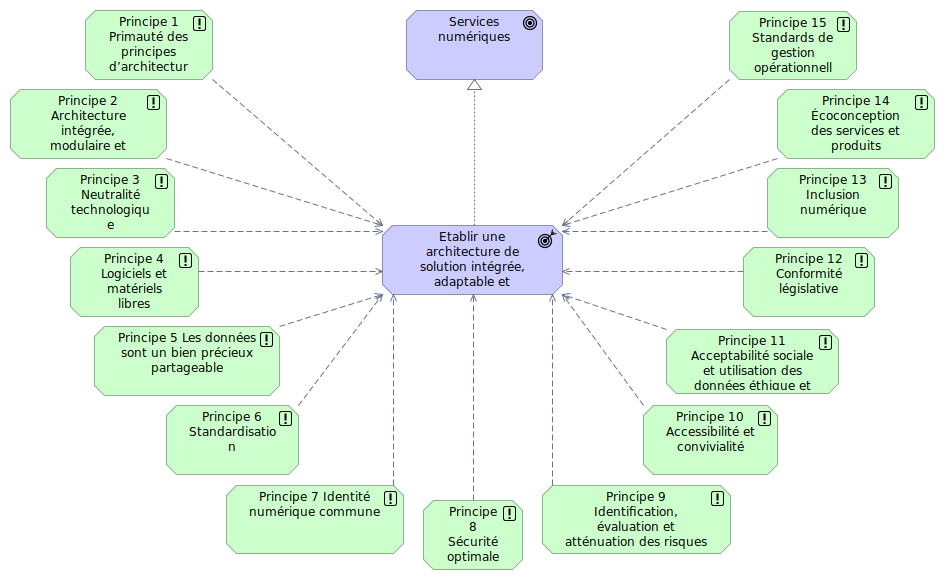 Principe 1
Primauté des
principes
d’architectur
Services
numériques
Principe 15
Standards de
gestion
opérationnell
Principe 2
Architecture
intégrée,
modulaire et
Principe 14
Écoconception
des services et
produits
Principe 3
Neutralité
technologiqu
e
Principe 13
Inclusion
numérique
Etablir une
architecture de
solution intégrée,
adaptable et
Principe 4
Logiciels et
matériels
libres
Principe 12
Conformité
législative
Principe 5 Les données
sont un bien précieux
partageable
Principe 11
Acceptabilité sociale
et utilisation des
données éthique et
Principe 6
Standardisatio
n
Principe 10
Accessibilité et
convivialité
Principe 7 Identité
numérique commune
Principe
8
Sécurité
optimale
Principe 9
Identification,
évaluation et
atténuation des risques